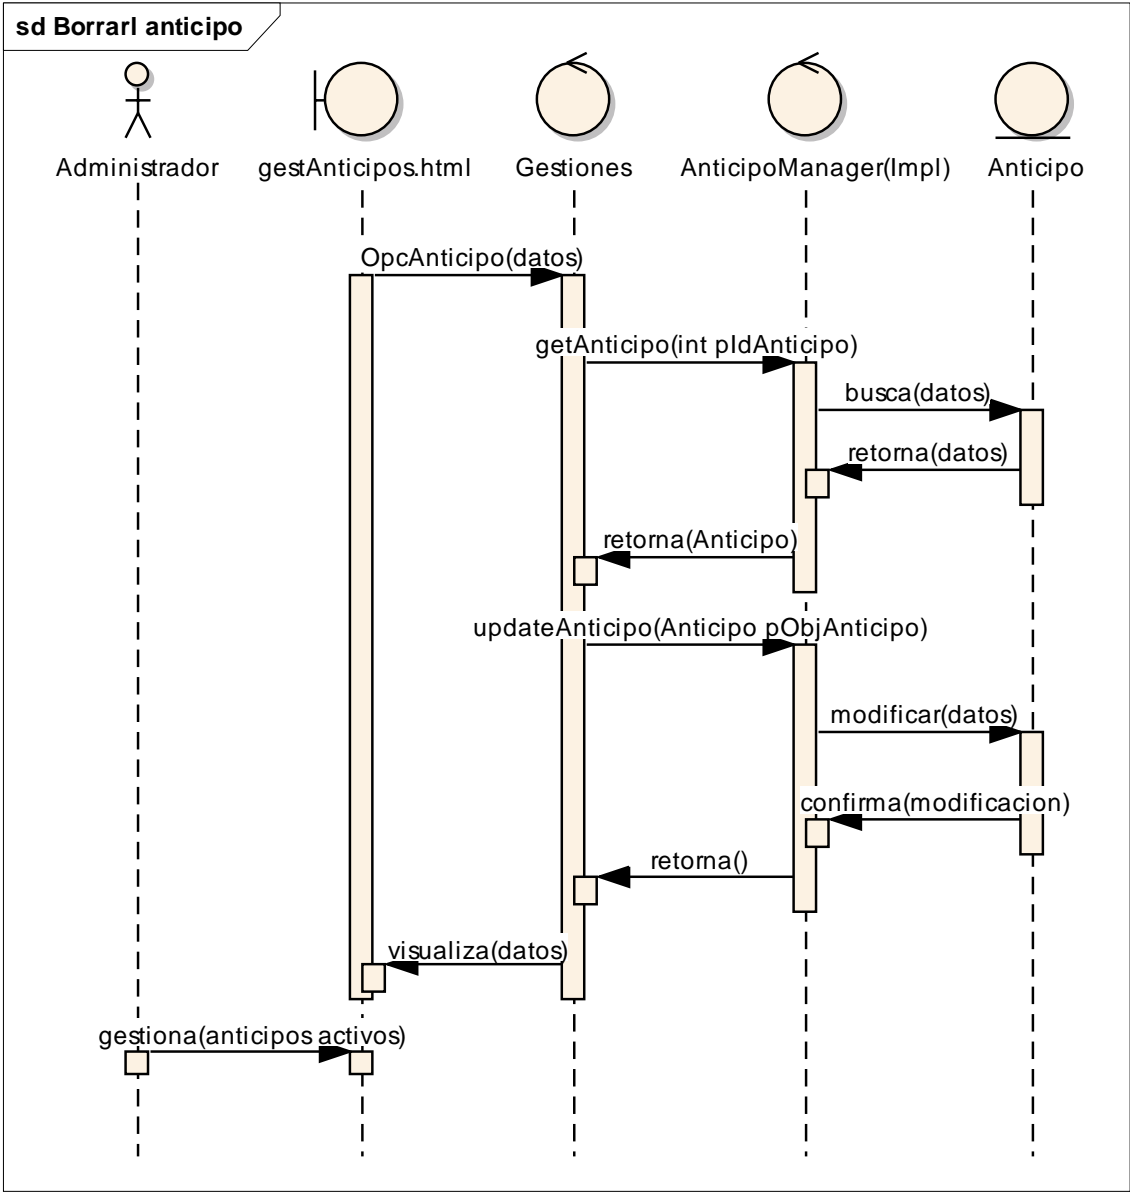 sd Borrarl anticipo
Administrador
gestAnticipos.html
Gestiones
AnticipoManager(Impl)
Anticipo
OpcAnticipo(datos)
getAnticipo(int pIdAnticipo)
busca(datos)
retorna(datos)
retorna(Anticipo)
updateAnticipo(Anticipo pObjAnticipo)
modificar(datos)
confirma(modificacion)
retorna()
visualiza(datos)
gestiona(anticipos activos)